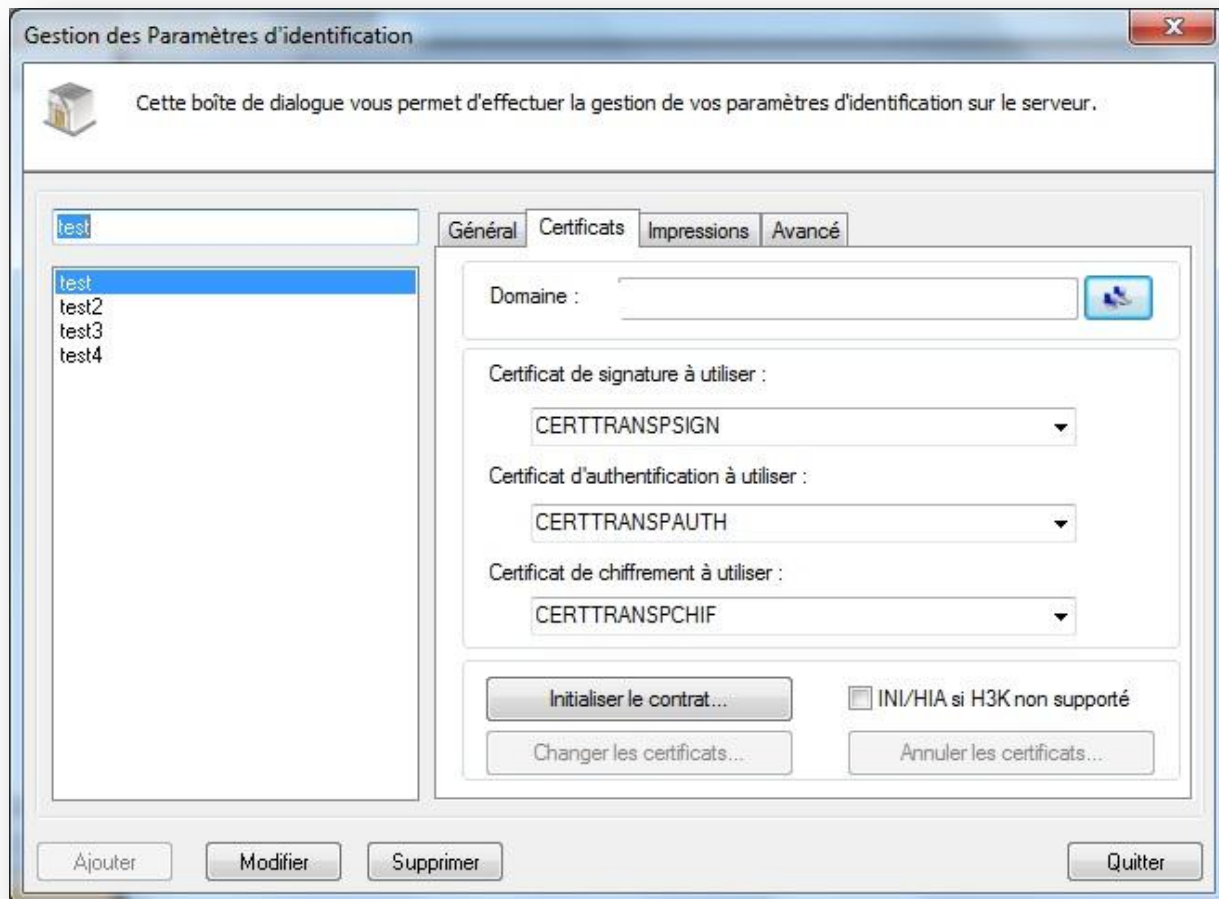 Gestion des Paramètres d'identification
Cette boîte de dialogue vous permet d'effectuer la gestion de vos paramètres d'identification sur le serveur.
test
test
test2
test3
test4
Général Certificats Impressions Avancé
Domaine :
Certificat de signature à utiliser :
CERTTRANSPSIGN
Certificat d'authentification à utiliser :
CERTTRANSPAUTH
Certificat de chiffrement à utiliser :
CERTTRANSPCHIF
Initialiser le contrat... INI/HIA si H3K non supporté
Changer les certificats... Annuler les certificats...
Ajouter Modifier Supprimer Quitter